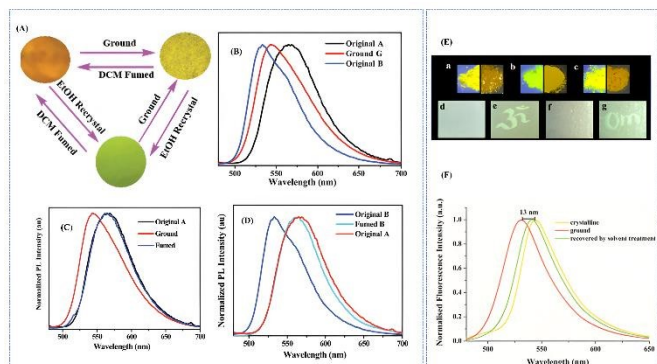 (A)
Ground
DCM Fumed
EtOH Recrystal
DCM Fumed
Ground
EtOH Recrystal
(B)
Original A
Ground G
Original B
500
550
600
650
700
Wavelength (nm)
(C)
Normalized PL Intensity (au)
Original A
Ground
Fumed
500
550
600
650
700
Wavelength (nm)
(D)
Normalized PL Intensity (au)
Original B
Fumed B
Original A
500
550
600
650
700
Wavelength (nm)
(E)
a
b
c
d
e
f
g
(F)
13 nm
crystalline
ground
recovered by solvent treatment
Normalised Fluorescence Intensity (a.u.)
1.0
0.8
0.6
0.4
0.2
0.0
500
550
600
650
Wavelength (nm)